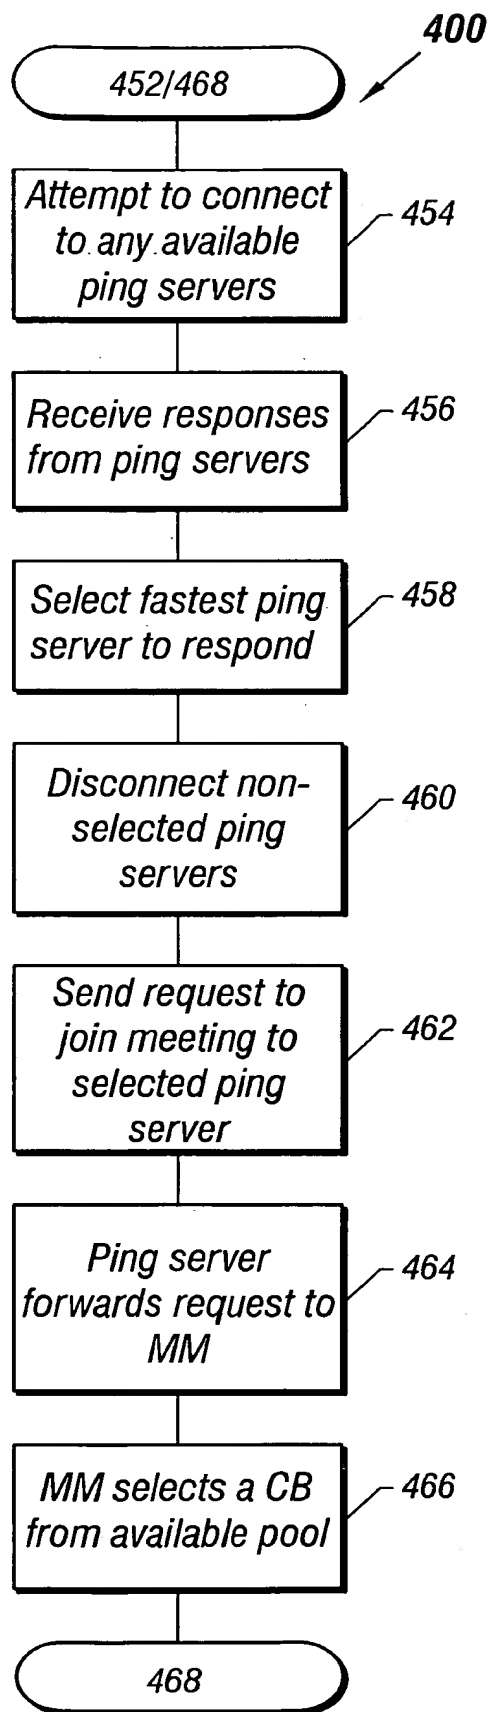 400
452/468
Attempt to connect
to any available
ping servers
454
Receive responses
from ping servers
456
Select fastest ping
server to respond
458
Disconnect non-
selected ping
servers
460
Send request to
join meeting to
selected ping
server
462
Ping server
forwards request to
MM
464
MM selects a CB
from available pool
466
468